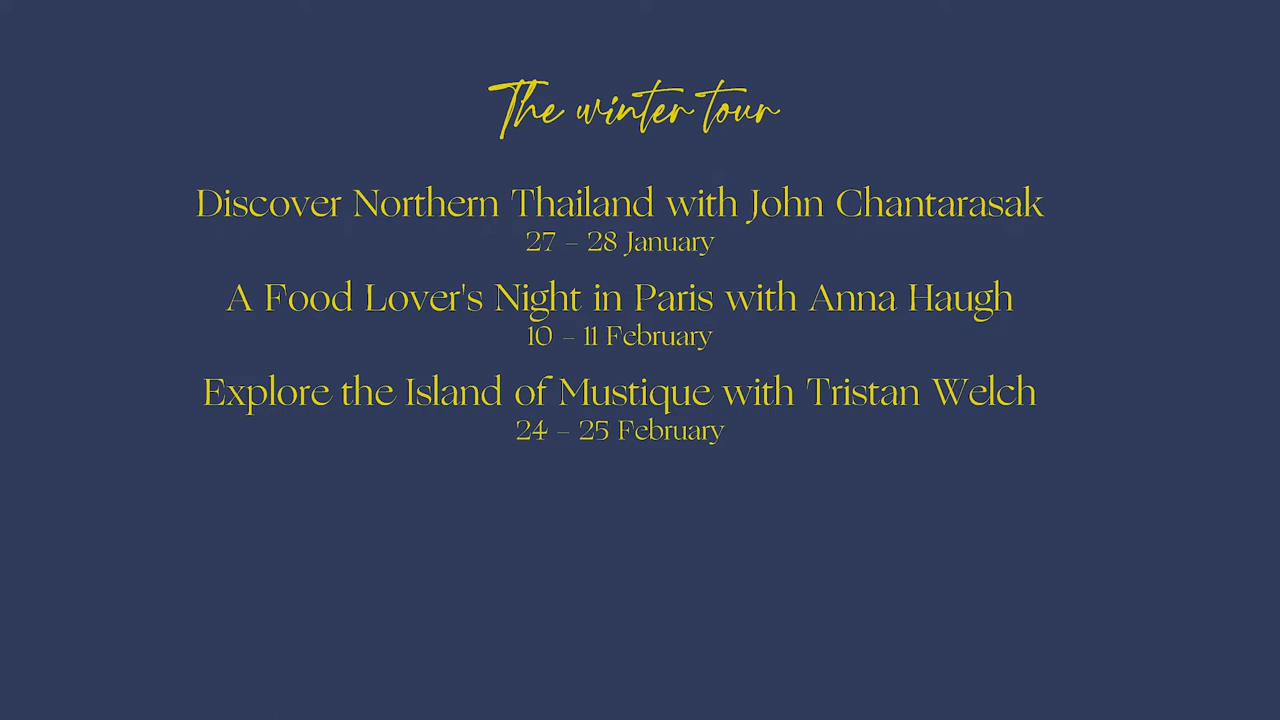 The winter tour
Discover Northern Thailand with John Chantarasak
27 – 28 January
A Food Lover's Night in Paris with Anna Haugh
10 – 11 February
Explore the Island of Mustique with Tristan Welch
24 – 25 February